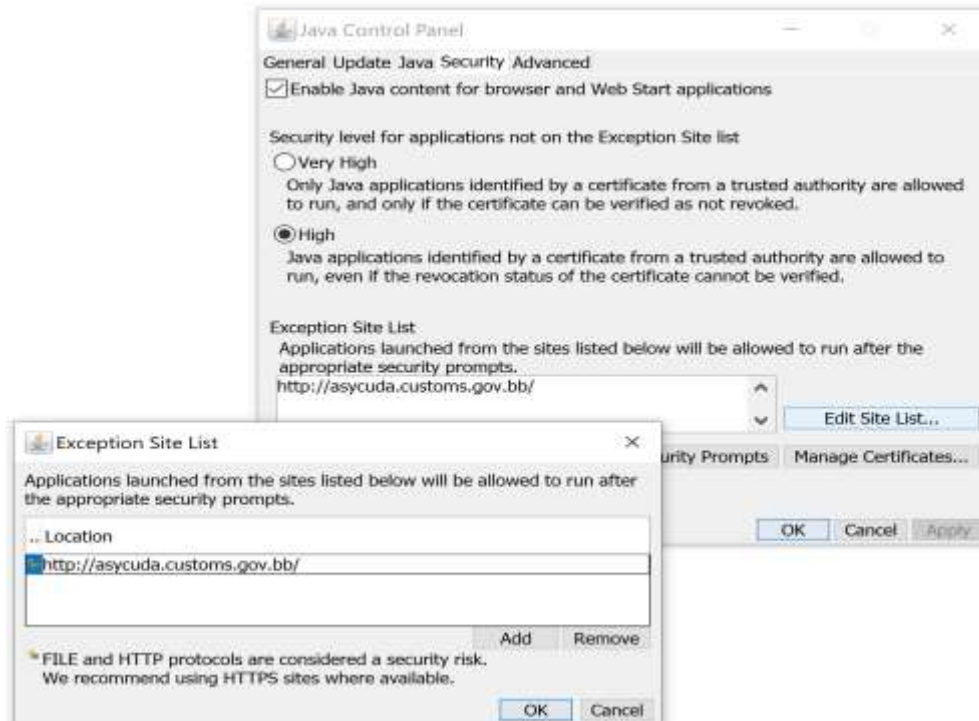 Java Control Panel
General Update Java Security Advanced
Enable Java content for browser and Web Start applications
Security level for applications not on the Exception Site list
Very High
Only Java applications identified by a certificate from a trusted authority are allowed
to run, and only if the certificate can be verified as not revoked.
High
Java applications identified by a certificate from a trusted authority are allowed to
run, even if the revocation status of the certificate cannot be verified.
Exception Site List
Applications launched from the sites listed below will be allowed to run after the
appropriate security prompts.
http://asycuda.customs.gov.bb/
Edit Site List...
urity Prompts Manage Certificates...
OK Cancel Apply
Exception Site List
Applications launched from the sites listed below will be allowed to run after
the appropriate security prompts.
.. Location
http://asycuda.customs.gov.bb/
Add Remove
FILE and HTTP protocols are considered a security risk.
We recommend using HTTPS sites where available.
OK Cancel